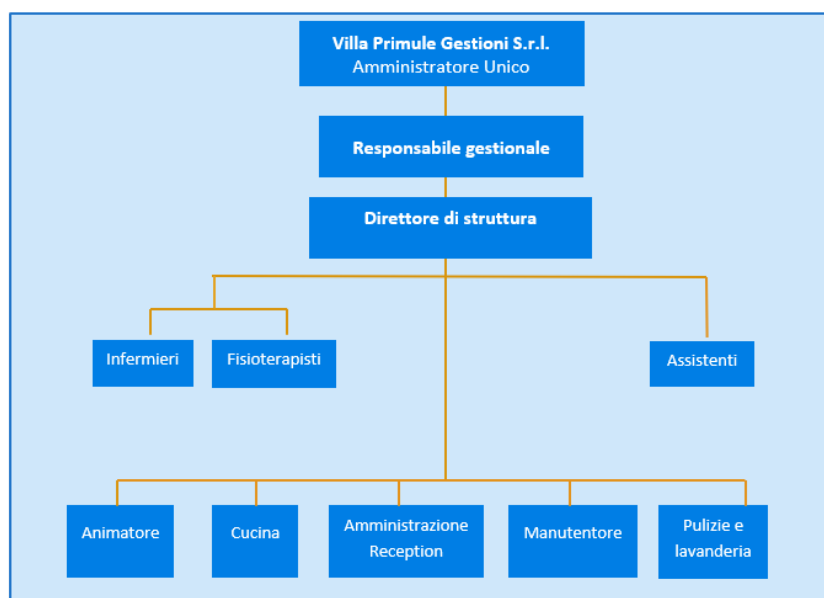 Villa Primule Gestioni S.r.l.
Amministratore Unico
Responsabile gestionale
Direttore di struttura
Infermieri
Fisioterapisti
Assistenti
Animatore
Cucina
Amministrazione
Reception
Manutentore
Pulizie e
lavanderia